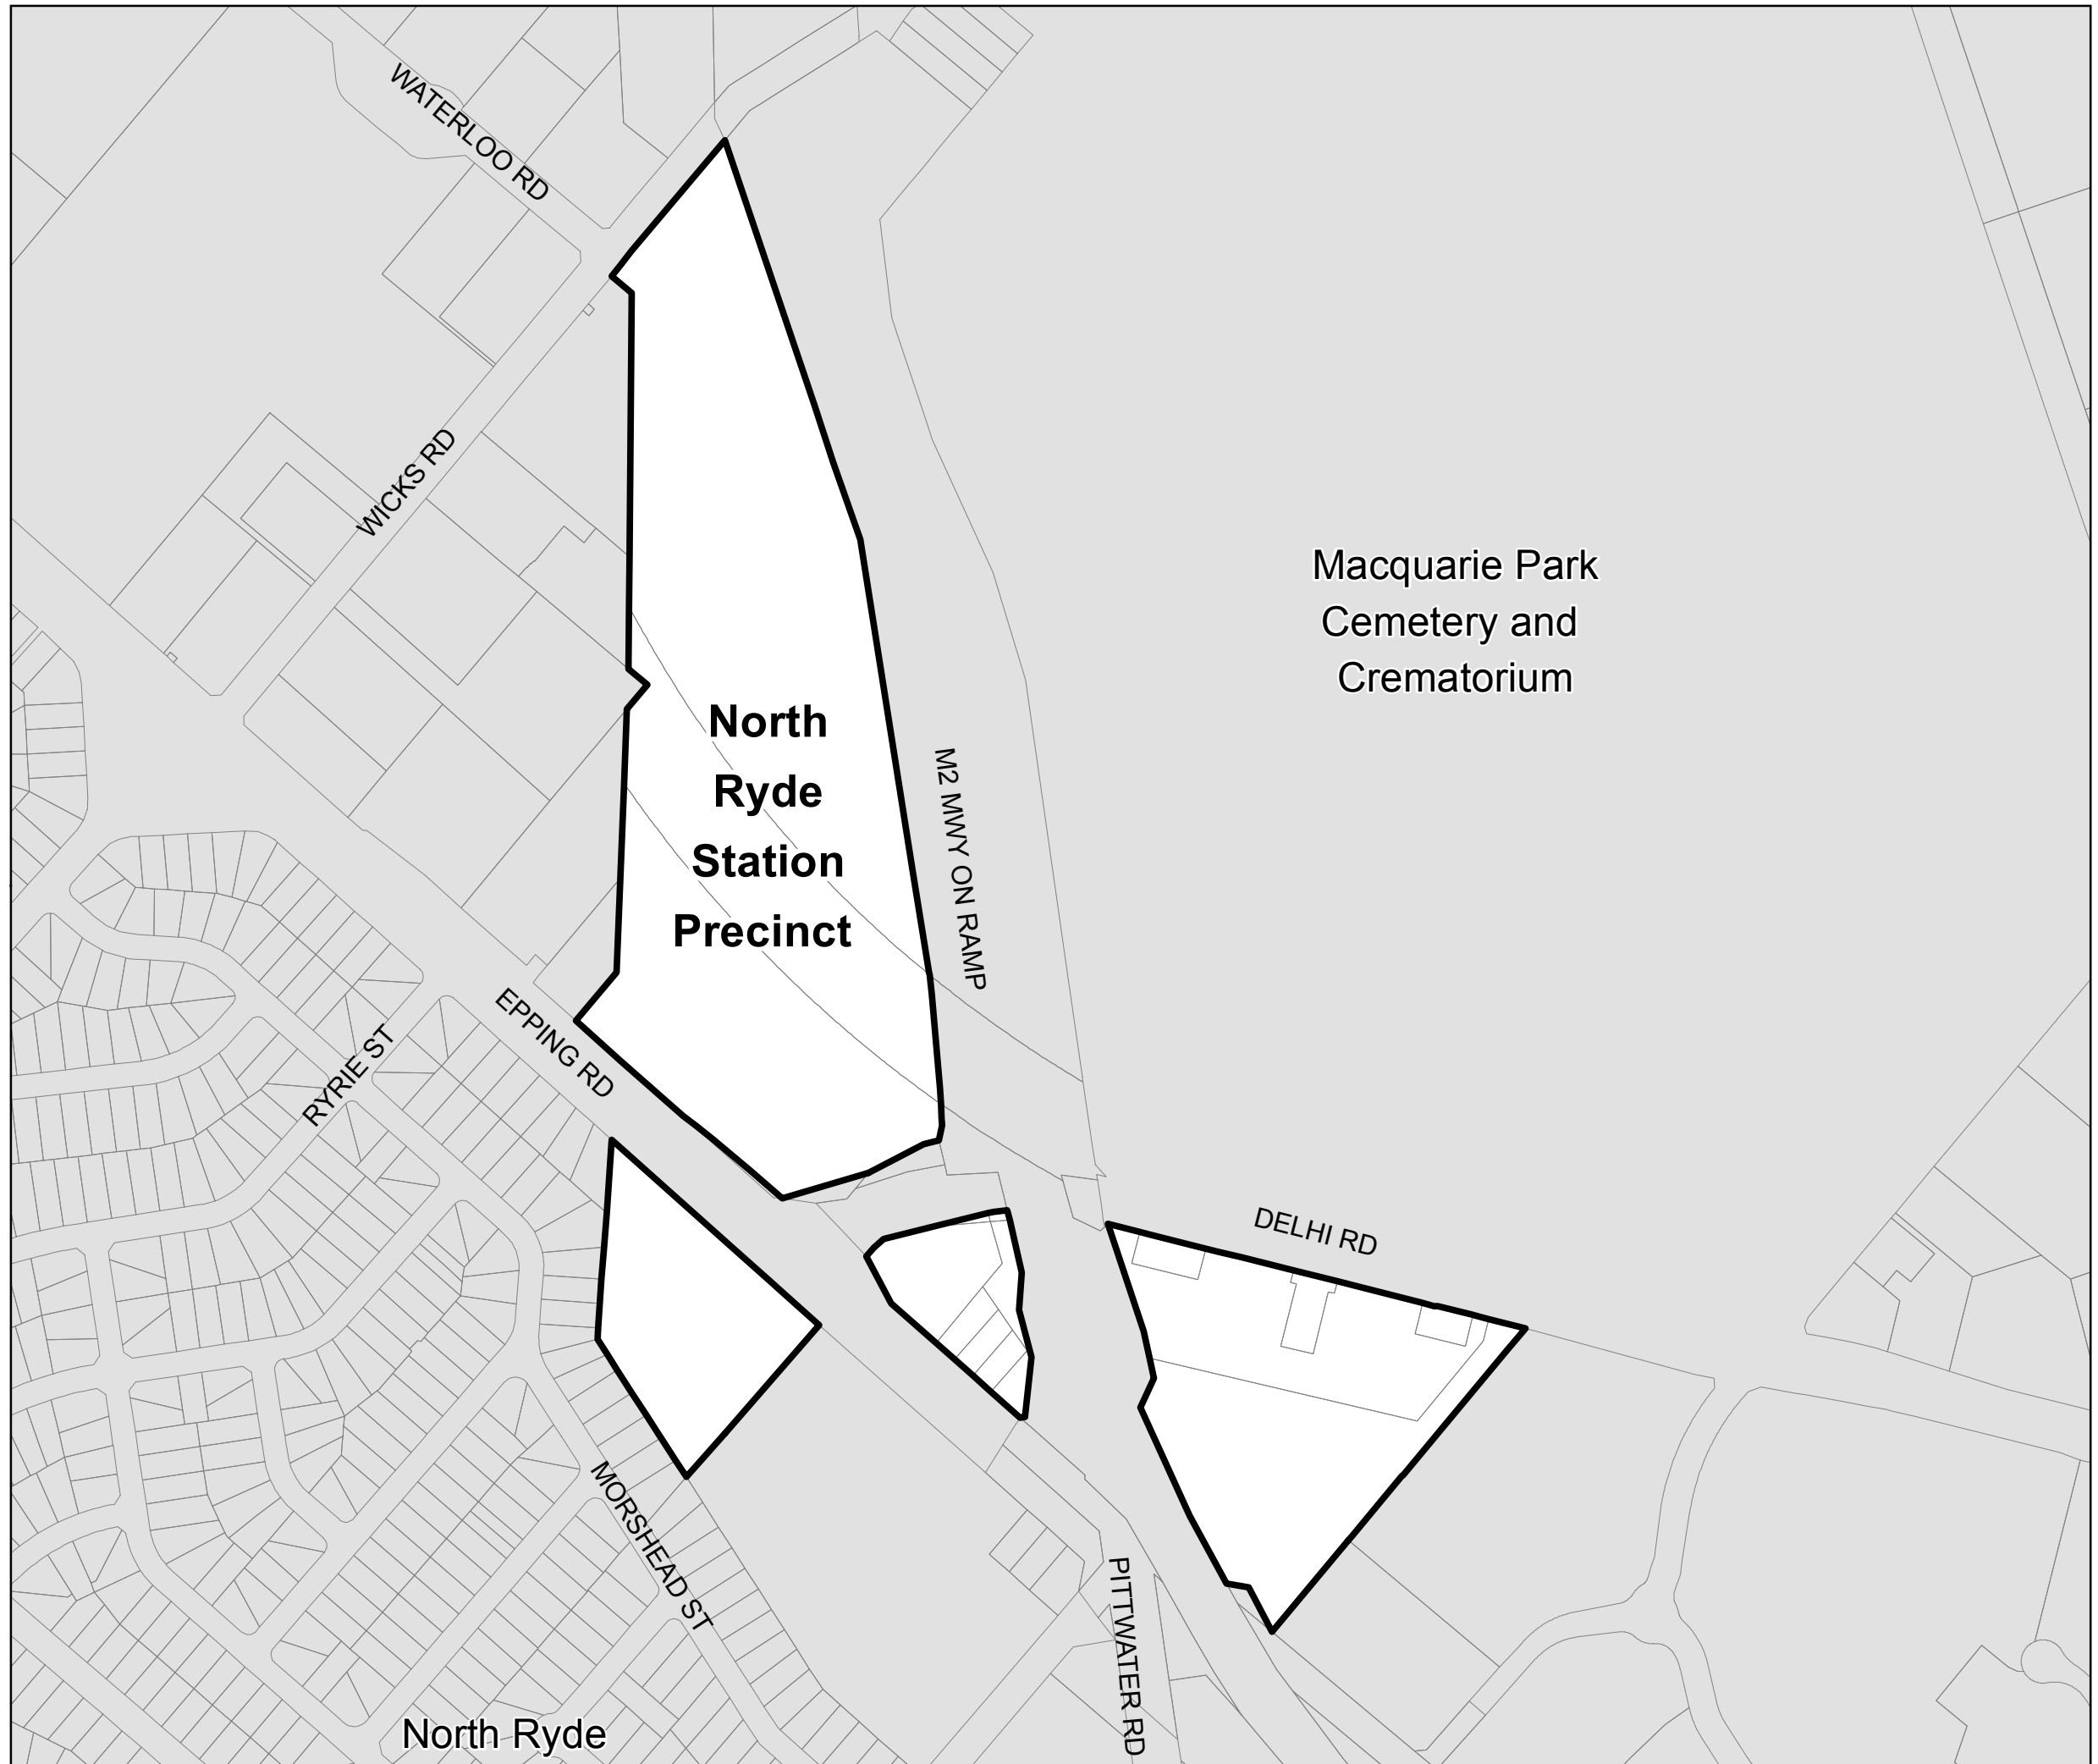 WATERLOO RD
WICKS RD
Macquarie Park
Cemetery and
Crematorium
North
Ryde
Station
Precinct
M2 MWY ON RAMP
EPPING RD
RYRIE ST
DELHI RD
MORSHEAD ST
PITTWATER RD
North Ryde